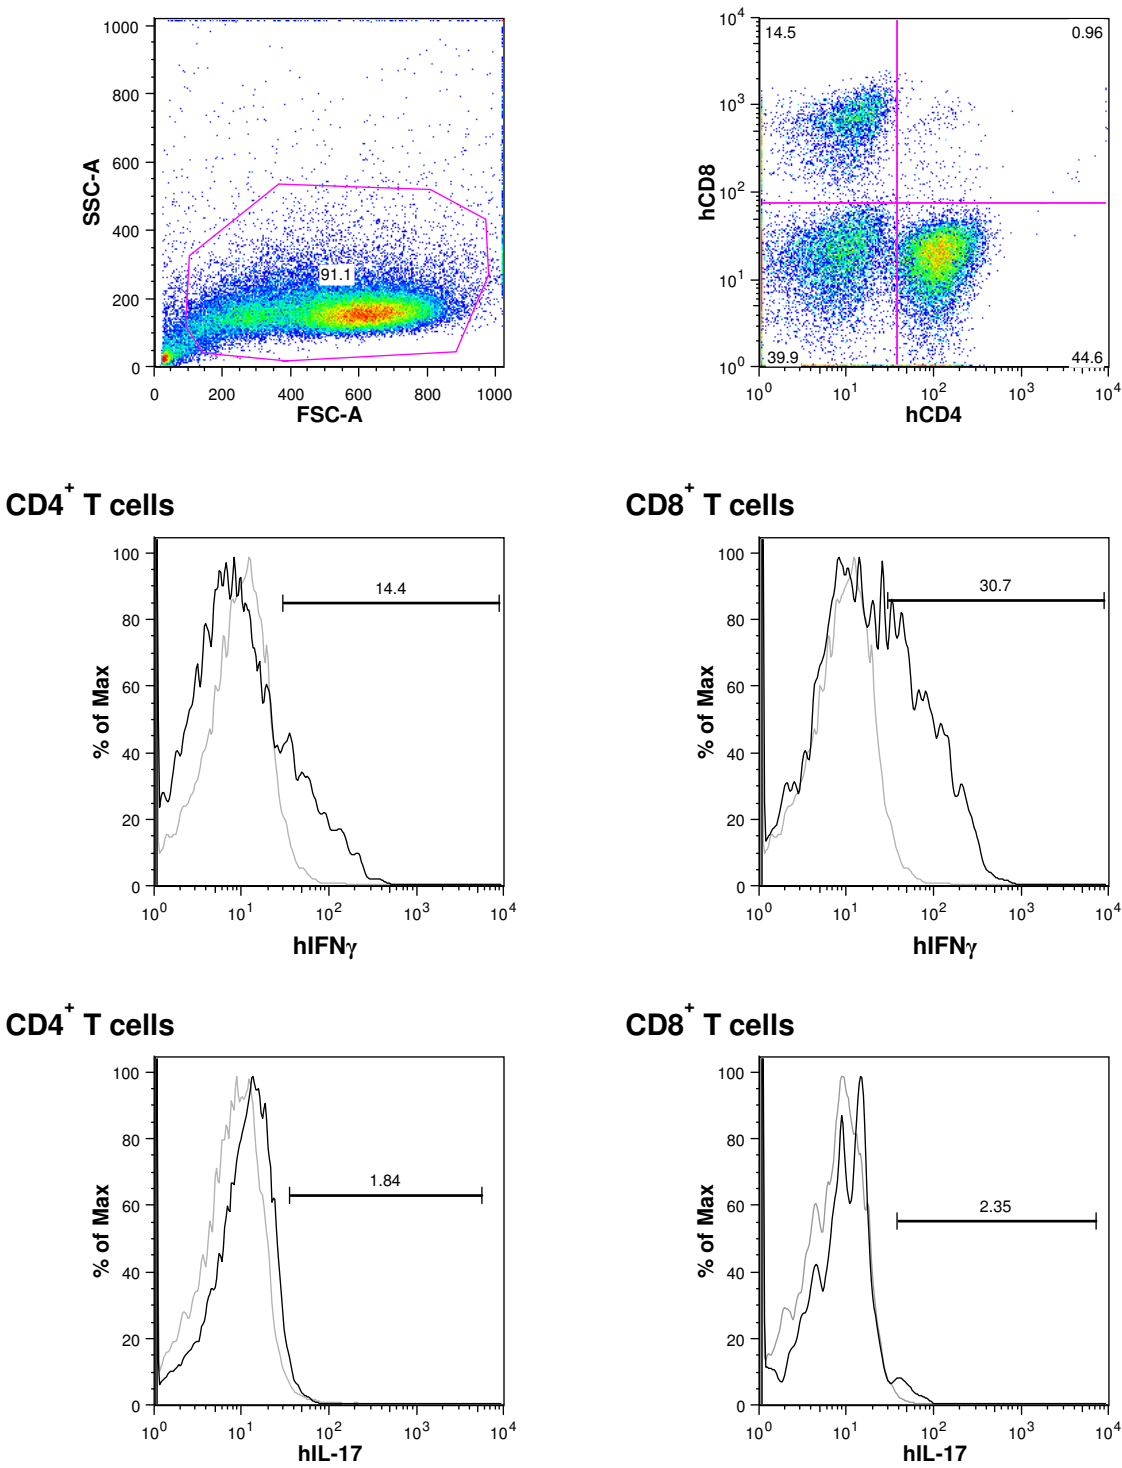 1000
800
600
400
200
0
SSC-A
91.1
0 200 400 600 800 1000
FSC-A
10^4
10^3
10^2
10^1
10^0
hCD8
14.5 0.96
39.9 44.6
10^0 10^1 10^2 10^3 10^4
hCD4
CD4^+ T cells
100
80
60
40
20
0
% of Max
14.4
10^0 10^1 10^2 10^3 10^4
hIFNγ
CD8^+ T cells
100
80
60
40
20
0
% of Max
30.7
10^0 10^1 10^2 10^3 10^4
hIFNγ
CD4^+ T cells
100
80
60
40
20
0
% of Max
1.84
10^0 10^1 10^2 10^3 10^4
hIL-17
CD8^+ T cells
100
80
60
40
20
0
% of Max
2.35
10^0 10^1 10^2 10^3 10^4
hIL-17